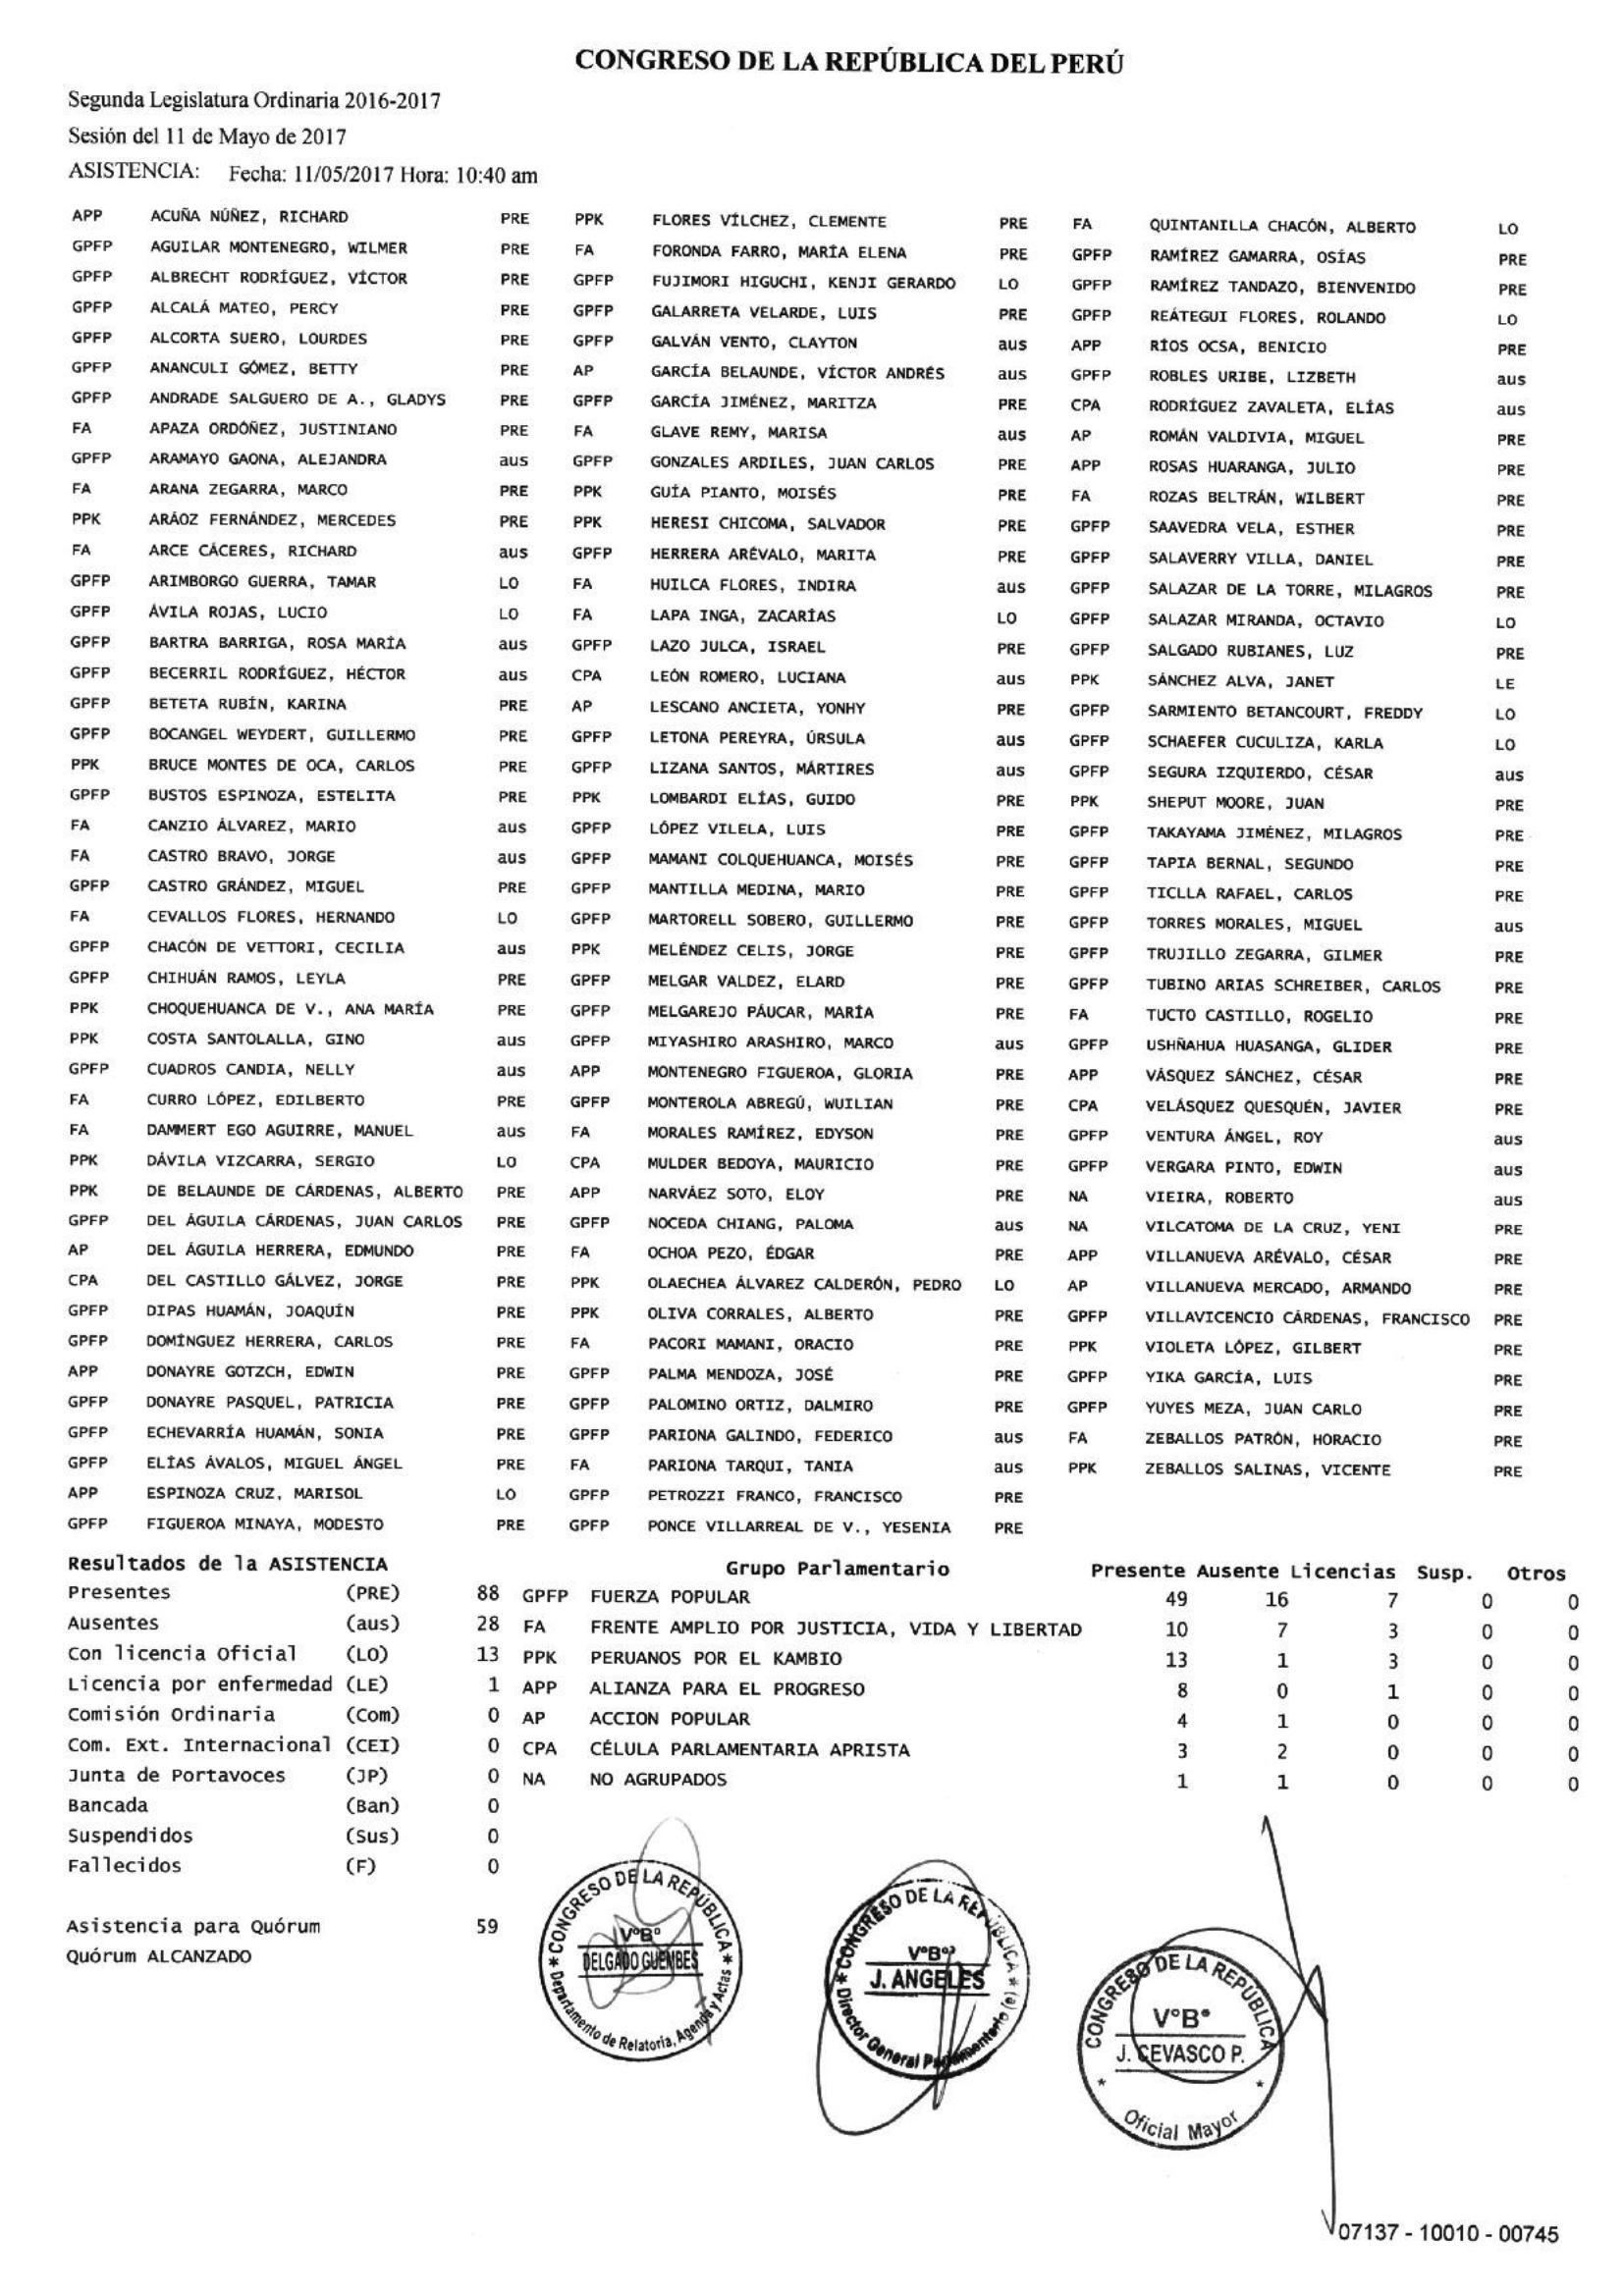 CONGRESO DE LA REPÚBLICA DEL PERÚ
Segunda Legislatura Ordinaria 2016-2017
Sesión del 11 de Mayo de 2017
ASISTENCIA: Fecha: 11/05/2017 Hora: 10:40 am
APP ACUÑA NÚÑEZ, RICHARD PRE PPK FLORES VÍLCHEZ, CLEMENTE PRE FA QUINTANILLA CHACÓN, ALBERTO LO
GPFP AGUILAR MONTENEGRO, WILMER PRE FA FORONDA FARRO, MARÍA ELENA PRE GPFP RAMÍREZ GAMARRA, OSÍAS PRE
GPFP ALBRECHT RODRÍGUEZ, VÍCTOR PRE GPFP FUJIMORI HIGUCHI, KENJI GERARDO LO GPFP RAMÍREZ TANDAZO, BIENVENIDO PRE
GPFP ALCALÁ MATEO, PERCY PRE GPFP GALARRETA VELARDE, LUIS PRE GPFP REÁTEGUI FLORES, ROLANDO LO
GPFP ALCORTA SUERO, LOURDES PRE GPFP GALVÁN VENTO, CLAYTON aus APP RÍOS OCSA, BENICIO PRE
GPFP ANANCULI GÓMEZ, BETTY PRE AP GARCÍA BELAUNDE, VÍCTOR ANDRÉS aus GPFP ROBLES URIBE, LIZBETH aus
GPFP ANDRADE SALGUERO DE A., GLADYS PRE GPFP GARCÍA JIMÉNEZ, MARITZA PRE CPA RODRÍGUEZ ZAVALETA, ELÍAS aus
FA APAZA ORDÓÑEZ, JUSTINIANO PRE FA GLAVE REMY, MARISA aus AP ROMÁN VALDIVIA, MIGUEL PRE
GPFP ARAMAYO GAONA, ALEJANDRA aus GPFP GONZALES ARDILES, JUAN CARLOS PRE APP ROSAS HUARANGA, JULIO PRE
FA ARANA ZEGARRA, MARCO PRE PPK GUÍA PIANTO, MOISÉS PRE FA ROZAS BELTRÁN, WILBERT PRE
PPK ARÁOZ FERNÁNDEZ, MERCEDES PRE PPK HERESI CHICOMA, SALVADOR PRE GPFP SAAVEDRA VELA, ESTHER PRE
FA ARCE CÁCERES, RICHARD aus GPFP HERRERA ARÉVALO, MARITA PRE GPFP SALAVERRY VILLA, DANIEL PRE
GPFP ARIMBORGO GUERRA, TAMAR LO FA HUILCA FLORES, INDIRA aus GPFP SALAZAR DE LA TORRE, MILAGROS PRE
GPFP ÁVILA ROJAS, LUCIO LO FA LAPA INGA, ZACARÍAS LO GPFP SALAZAR MIRANDA, OCTAVIO LO
GPFP BARTRA BARRIGA, ROSA MARÍA aus GPFP LAZO JULCA, ISRAEL PRE GPFP SALGADO RUBIANES, LUZ PRE
GPFP BECERRIL RODRÍGUEZ, HÉCTOR aus CPA LEÓN ROMERO, LUCIANA aus PPK SÁNCHEZ ALVA, JANET LE
GPFP BETETA RUBÍN, KARINA PRE AP LESCANO ANCIETA, YONHY PRE GPFP SARMIENTO BETANCOURT, FREDDY LO
GPFP BOCANGEL WEYDERT, GUILLERMO PRE GPFP LETONA PEREYRA, ÚRSULA aus GPFP SCHAEFER CUCULIZA, KARLA LO
PPK BRUCE MONTES DE OCA, CARLOS PRE GPFP LIZANA SANTOS, MÁRTIRES aus GPFP SEGURA IZQUIERDO, CÉSAR aus
GPFP BUSTOS ESPINOZA, ESTELITA PRE PPK LOMBARDI ELÍAS, GUIDO PRE PPK SHEPUT MOORE, JUAN PRE
FA CANZIO ÁLVAREZ, MARIO aus GPFP LÓPEZ VILELA, LUIS PRE GPFP TAKAYAMA JIMÉNEZ, MILAGROS PRE
FA CASTRO BRAVO, JORGE aus GPFP MAMANI COLQUEHUANCA, MOISÉS PRE GPFP TAPIA BERNAL, SEGUNDO PRE
GPFP CASTRO GRÁNDEZ, MIGUEL PRE GPFP MANTILLA MEDINA, MARIO PRE GPFP TICLLA RAFAEL, CARLOS PRE
FA CEVALLOS FLORES, HERNANDO LO GPFP MARTORELL SOBERO, GUILLERMO PRE GPFP TORRES MORALES, MIGUEL aus
GPFP CHACÓN DE VETTORI, CECILIA aus PPK MELÉNDEZ CELIS, JORGE PRE GPFP TRUJILLO ZEGARRA, GILMER PRE
GPFP CHIHUÁN RAMOS, LEYLA PRE GPFP MELGAR VALDEZ, ELARD PRE GPFP TUBINO ARIAS SCHREIBER, CARLOS PRE
PPK CHOQUEHUANCA DE V., ANA MARÍA PRE GPFP MELGAREJO PÁUCAR, MARÍA PRE FA TUCTO CASTILLO, ROGELIO PRE
PPK COSTA SANTOLALLA, GINO aus GPFP MIYASHIRO ARASHIRO, MARCO aus GPFP USHÑAHUA HUASANGA, GLIDER PRE
GPFP CUADROS CANDIA, NELLY aus APP MONTENEGRO FIGUEROA, GLORIA PRE APP VÁSQUEZ SÁNCHEZ, CÉSAR PRE
FA CURRO LÓPEZ, EDILBERTO PRE GPFP MONTEROLA ABREGÚ, WUILIAN PRE CPA VELÁSQUEZ QUESQUÉN, JAVIER PRE
FA DAMMERT EGO AGUIRRE, MANUEL aus FA MORALES RAMÍREZ, EDYSON PRE GPFP VENTURA ÁNGEL, ROY aus
PPK DÁVILA VIZCARRA, SERGIO LO CPA MULDER BEDOYA, MAURICIO PRE GPFP VERGARA PINTO, EDWIN aus
PPK DE BELAUNDE DE CÁRDENAS, ALBERTO PRE APP NARVÁEZ SOTO, ELOY PRE NA VIEIRA, ROBERTO aus
GPFP DEL ÁGUILA CÁRDENAS, JUAN CARLOS PRE GPFP NOCEDA CHIANG, PALOMA aus NA VILCATOMA DE LA CRUZ, YENI PRE
AP DEL ÁGUILA HERRERA, EDMUNDO PRE FA OCHOA PEZO, ÉDGAR PRE APP VILLANUEVA ARÉVALO, CÉSAR PRE
CPA DEL CASTILLO GÁLVEZ, JORGE PRE PPK OLAECHEA ÁLVAREZ CALDERÓN, PEDRO LO AP VILLANUEVA MERCADO, ARMANDO PRE
GPFP DIPAS HUAMÁN, JOAQUÍN PRE PPK OLIVA CORRALES, ALBERTO PRE GPFP VILLAVICENCIO CÁRDENAS, FRANCISCO PRE
GPFP DOMÍNGUEZ HERRERA, CARLOS PRE FA PACORI MAMANI, ORACIO PRE PPK VIOLETA LÓPEZ, GILBERT PRE
APP DONAYRE GOTZCH, EDWIN PRE GPFP PALMA MENDOZA, JOSÉ PRE GPFP YIKA GARCÍA, LUIS PRE
GPFP DONAYRE PASQUEL, PATRICIA PRE GPFP PALOMINO ORTIZ, DALMIRO PRE GPFP YUYES MEZA, JUAN CARLO PRE
GPFP ECHEVARRÍA HUAMÁN, SONIA PRE GPFP PARIONA GALINDO, FEDERICO aus FA ZEBALLOS PATRÓN, HORACIO PRE
GPFP ELÍAS ÁVALOS, MIGUEL ÁNGEL PRE FA PARIONA TARQUI, TANIA aus PPK ZEBALLOS SALINAS, VICENTE PRE
APP ESPINOZA CRUZ, MARISOL LO GPFP PETROZZI FRANCO, FRANCISCO PRE
GPFP FIGUEROA MINAYA, MODESTO PRE GPFP PONCE VILLARREAL DE V., YESENIA PRE
Resultados de la ASISTENCIA Grupo Parlamentario Presente Ausente Licencias Susp. Otros
Presentes (PRE) 88 GPFP FUERZA POPULAR 49 16 7 0 0
Ausentes (aus) 28 FA FRENTE AMPLIO POR JUSTICIA, VIDA Y LIBERTAD 10 7 3 0 0
Con licencia Oficial (LO) 13 PPK PERUANOS POR EL KAMBIO 13 1 3 0 0
Licencia por enfermedad (LE) 1 APP ALIANZA PARA EL PROGRESO 8 0 1 0 0
Comisión Ordinaria (Com) 0 AP ACCION POPULAR 4 1 0 0 0
Com. Ext. Internacional (CEI) 0 CPA CÉLULA PARLAMENTARIA APRISTA 3 2 0 0 0
Junta de Portavoces (JP) 0 NA NO AGRUPADOS 1 1 0 0 0
Bancada (Ban) 0
Suspendidos (Sus) 0
Fallecidos (F) 0
Asistencia para Quórum 59
Quórum ALCANZADO
CONGRESO DE LA REPÚBLICA
V°B°
DELGADO GUEMBES
Departamento de Relatoría, Agenda y Actas
CONGRESO DE LA REPÚBLICA
V°B°
J. ANGELES
Director General Parlamentario (e)
CONGRESO DE LA REPÚBLICA
V°B°
J. CEVASCO P.
Oficial Mayor
07137 - 10010 - 00745